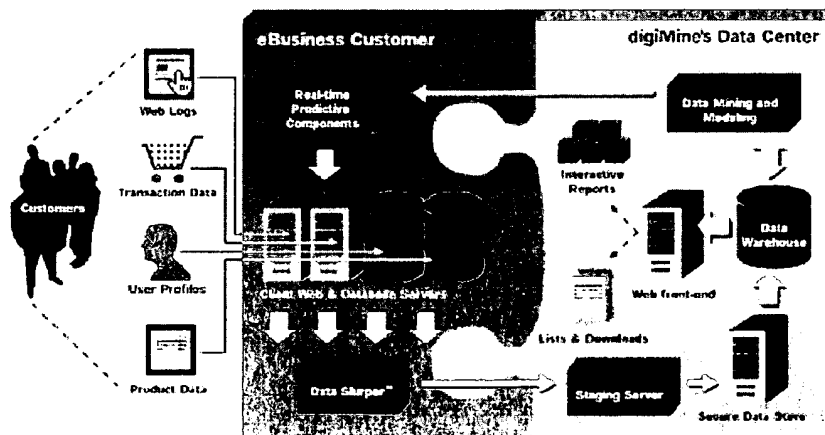 eBusiness Customer
digiMine's Data Center
Web Logs
Real-time
Predictive
Components
Data Mining and
Modeling
Interactive
Reports
Transaction Data
Customers
Data
Warehouse
User Profiles
Client Web & Database Servers
Web front-end
Lists & Downloads
Product Data
Data Slurper™
Staging Server
Secure Data Store